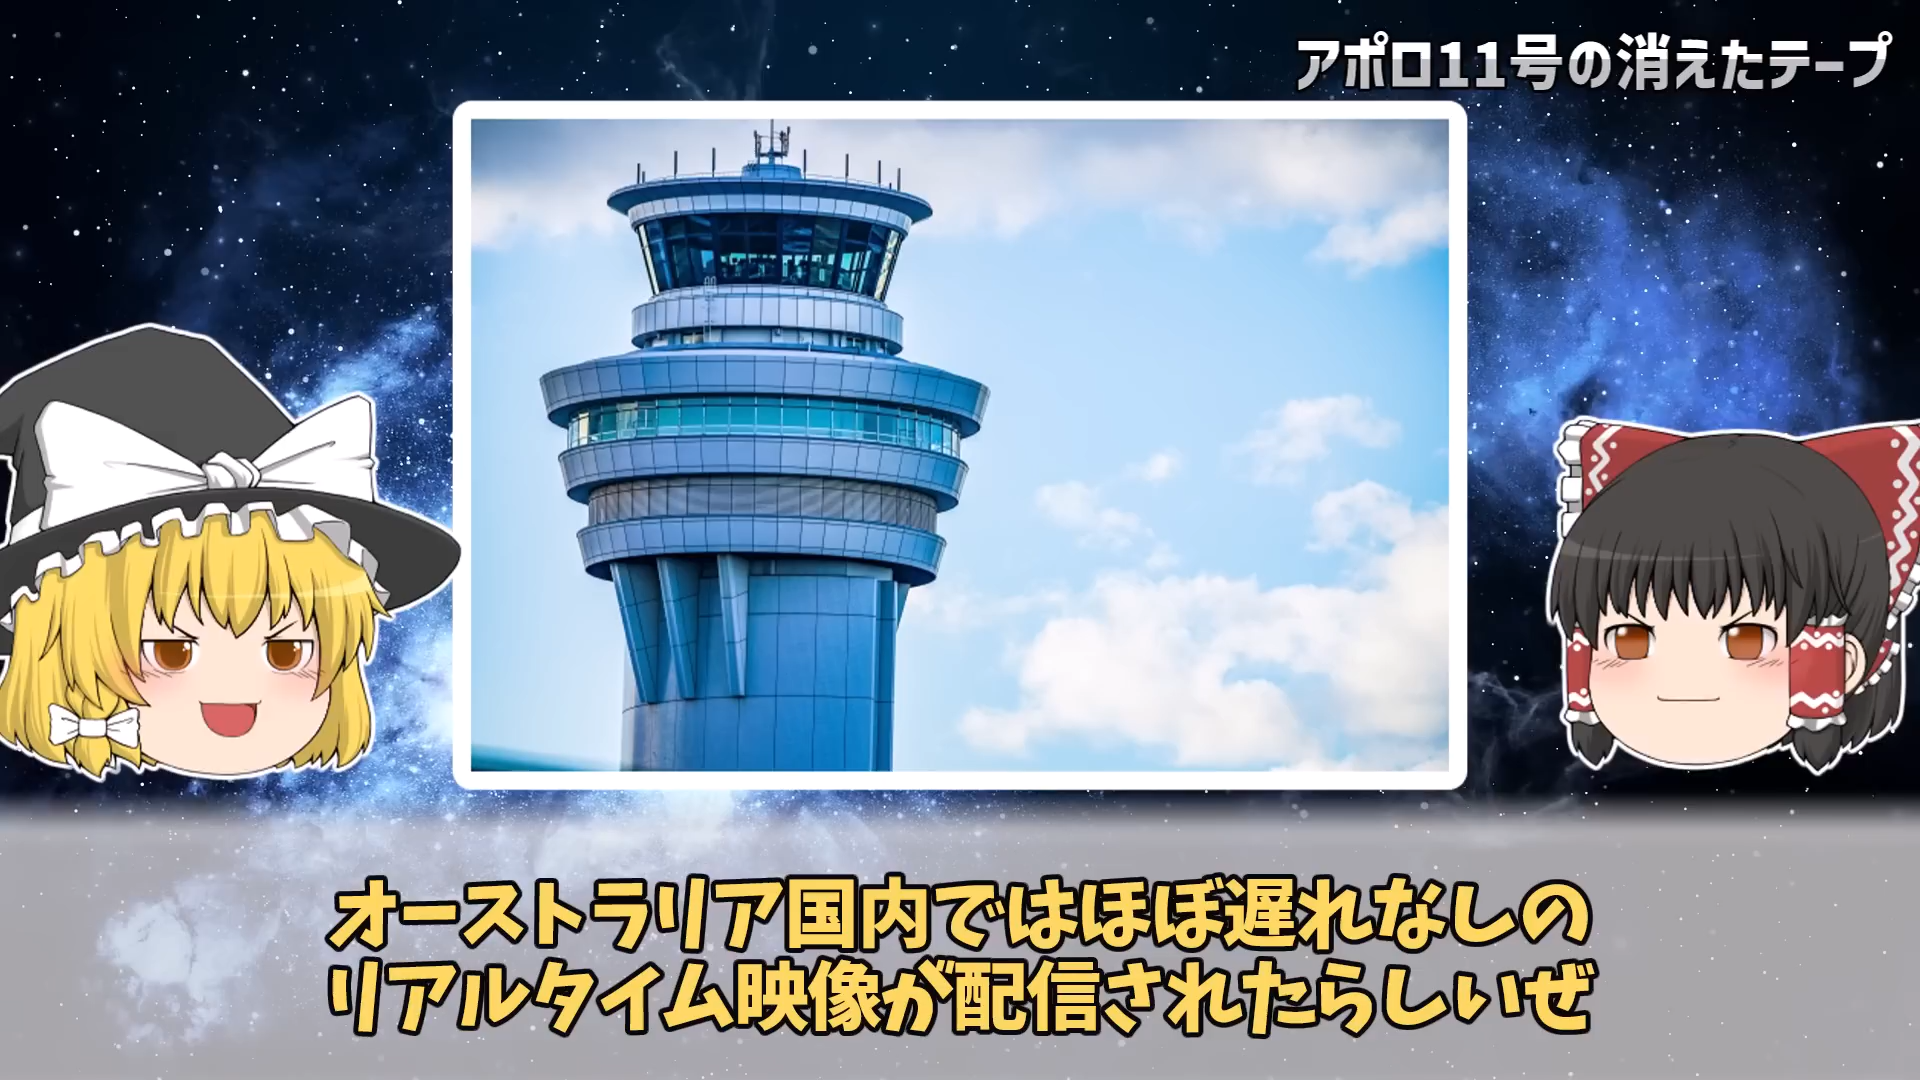 アポロ11号の消えたテープ
オーストラリア国内ではほぼ遅れなしの
リアルタイム映像が配信されたらしいぜ